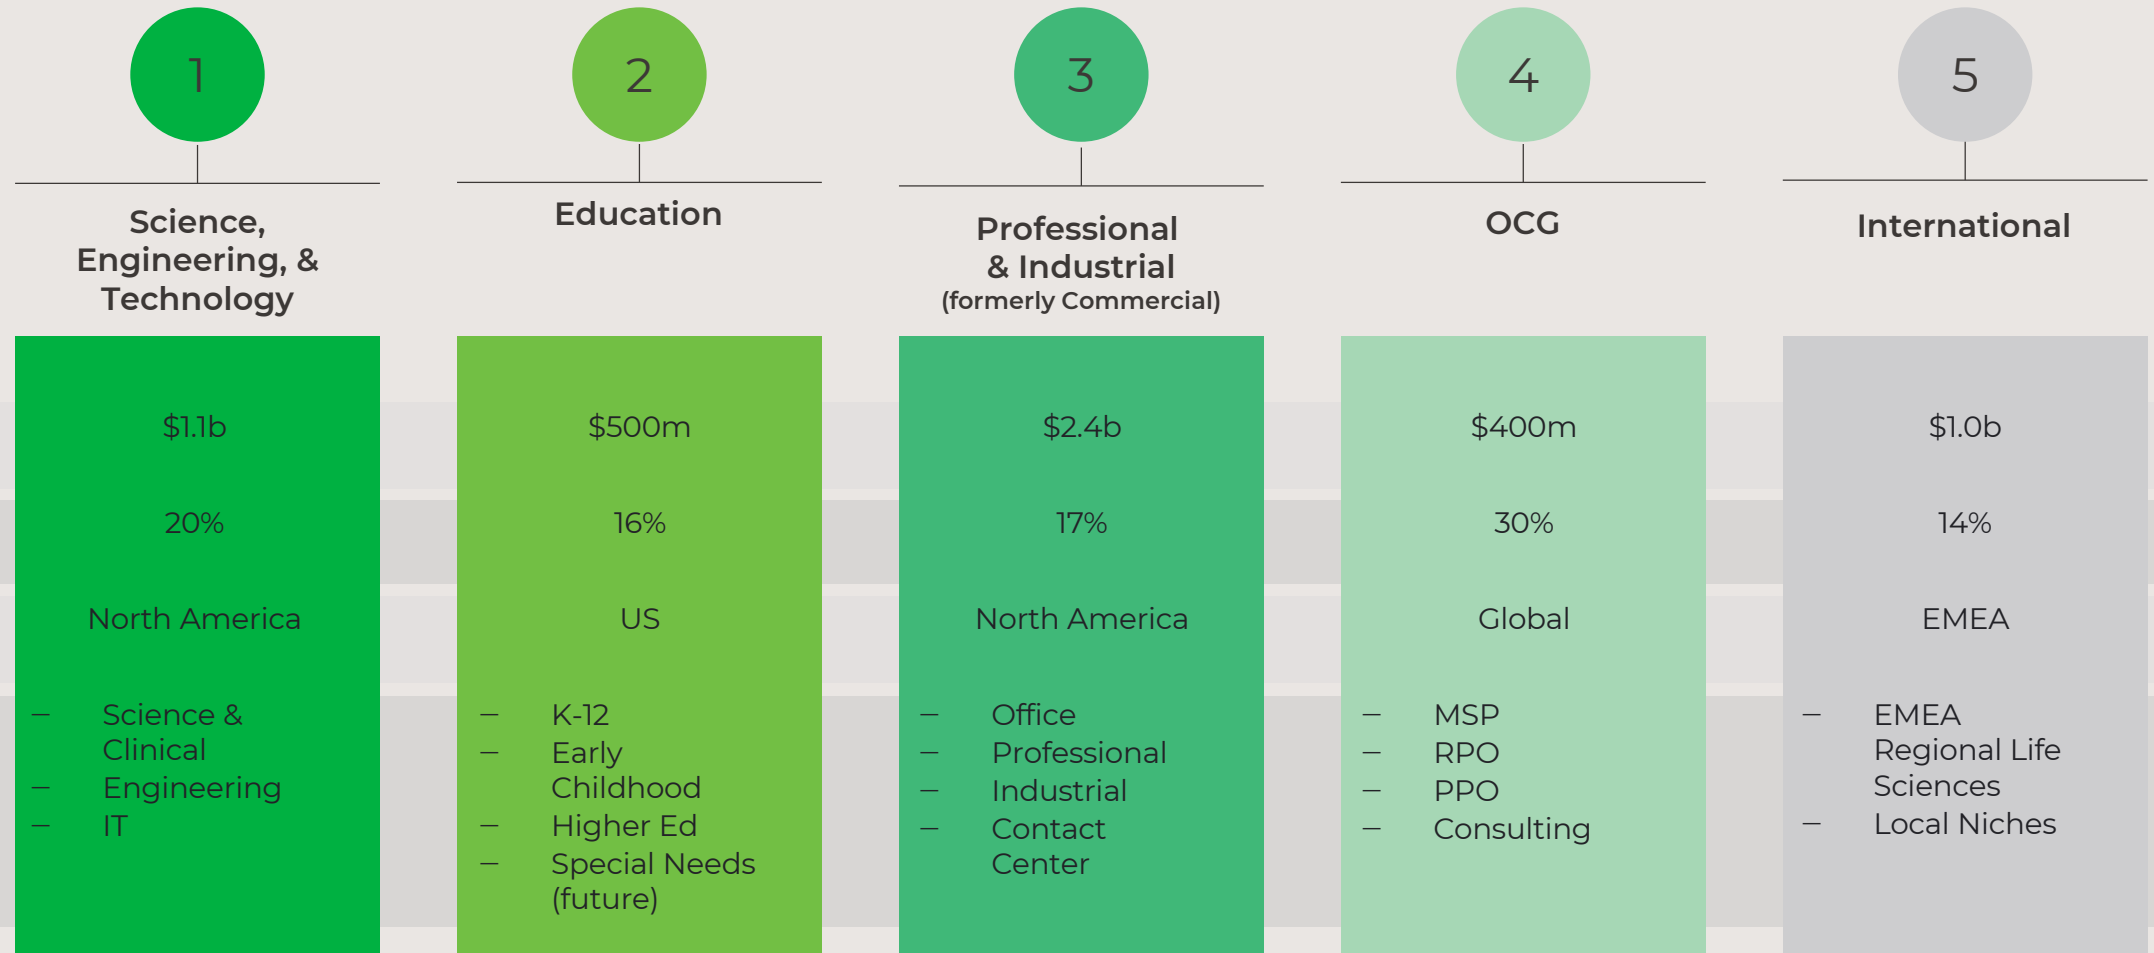 1
Science,
Engineering, &
Technology
$1.1b
20%
North America
– Science &
Clinical
– Engineering
– IT
2
Education
$500m
16%
US
– K-12
– Early
Childhood
– Higher Ed
– Special Needs
(future)
3
Professional
& Industrial
(formerly Commercial)
$2.4b
17%
North America
– Office
– Professional
– Industrial
– Contact
Center
4
OCG
$400m
30%
Global
– MSP
– RPO
– PPO
– Consulting
5
International
$1.0b
14%
EMEA
– EMEA
Regional Life
Sciences
– Local Niches